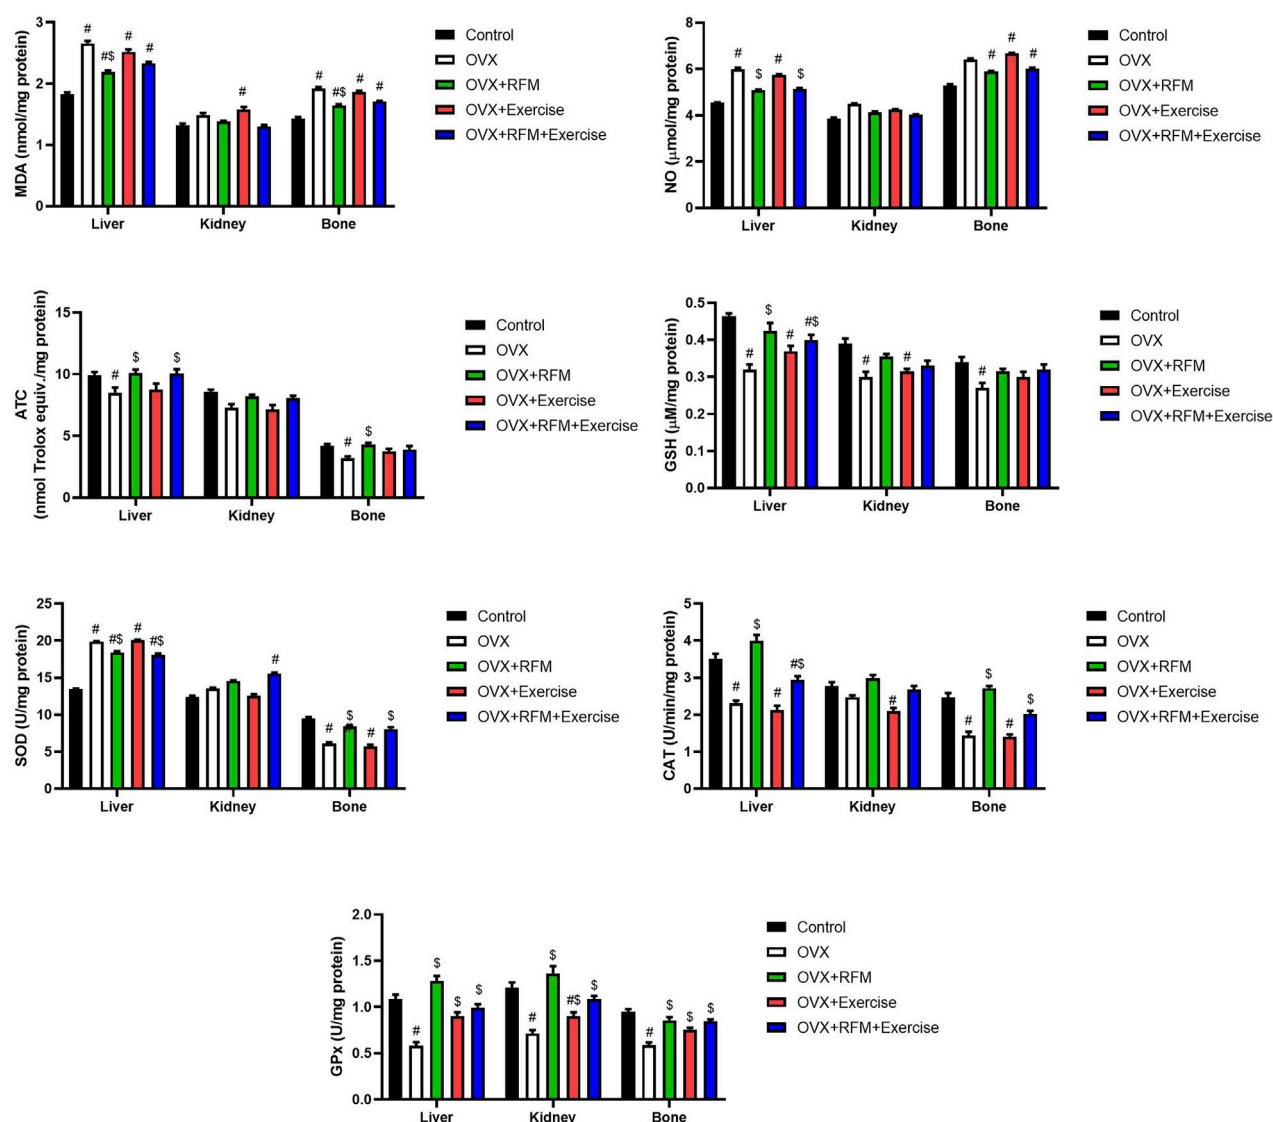 MDA (nmol/mg protein)
3
2
1
0
#
#$
#
#
#
#
#$
#
#
Liver
Kidney
Bone
Control
OVX
OVX+RFM
OVX+Exercise
OVX+RFM+Exercise
NO (μmol/mg protein)
8
6
4
2
0
#
$
#
$
#
#
#
Liver
Kidney
Bone
Control
OVX
OVX+RFM
OVX+Exercise
OVX+RFM+Exercise
ATC
(nmol Trolox equiv./mg protein)
15
10
5
0
#
$
$
#
$
Liver
Kidney
Bone
Control
OVX
OVX+RFM
OVX+Exercise
OVX+RFM+Exercise
GSH (μM/mg protein)
0.5
0.4
0.3
0.2
0.1
0.0
#
$
#
#$
#
#
#
Liver
Kidney
Bone
Control
OVX
OVX+RFM
OVX+Exercise
OVX+RFM+Exercise
SOD (U/mg protein)
25
20
15
10
5
0
#
#$
#
#$
#
#
$
#
$
Liver
Kidney
Bone
Control
OVX
OVX+RFM
OVX+Exercise
OVX+RFM+Exercise
CAT (U/min/mg protein)
5
4
3
2
1
0
#
$
#
#$
#
#
$
#
$
Liver
Kidney
Bone
Control
OVX
OVX+RFM
OVX+Exercise
OVX+RFM+Exercise
GPx (U/mg protein)
2.0
1.5
1.0
0.5
0.0
#
$
$
$
#
$
#$
$
#
$
$
$
Liver
Kidney
Bone
Control
OVX
OVX+RFM
OVX+Exercise
OVX+RFM+Exercise